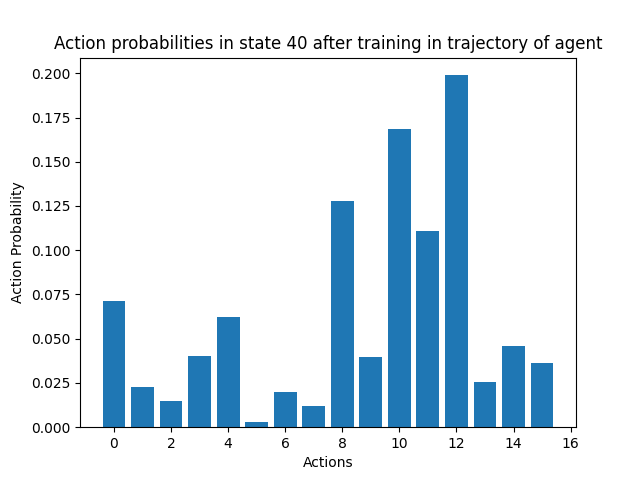 Action probabilities in state 40 after training in trajectory of agent
0.200
0.175
0.150
0.125
0.100
0.075
0.050
0.025
0.000
Action Probability
0 2 4 6 8 10 12 14 16
Actions